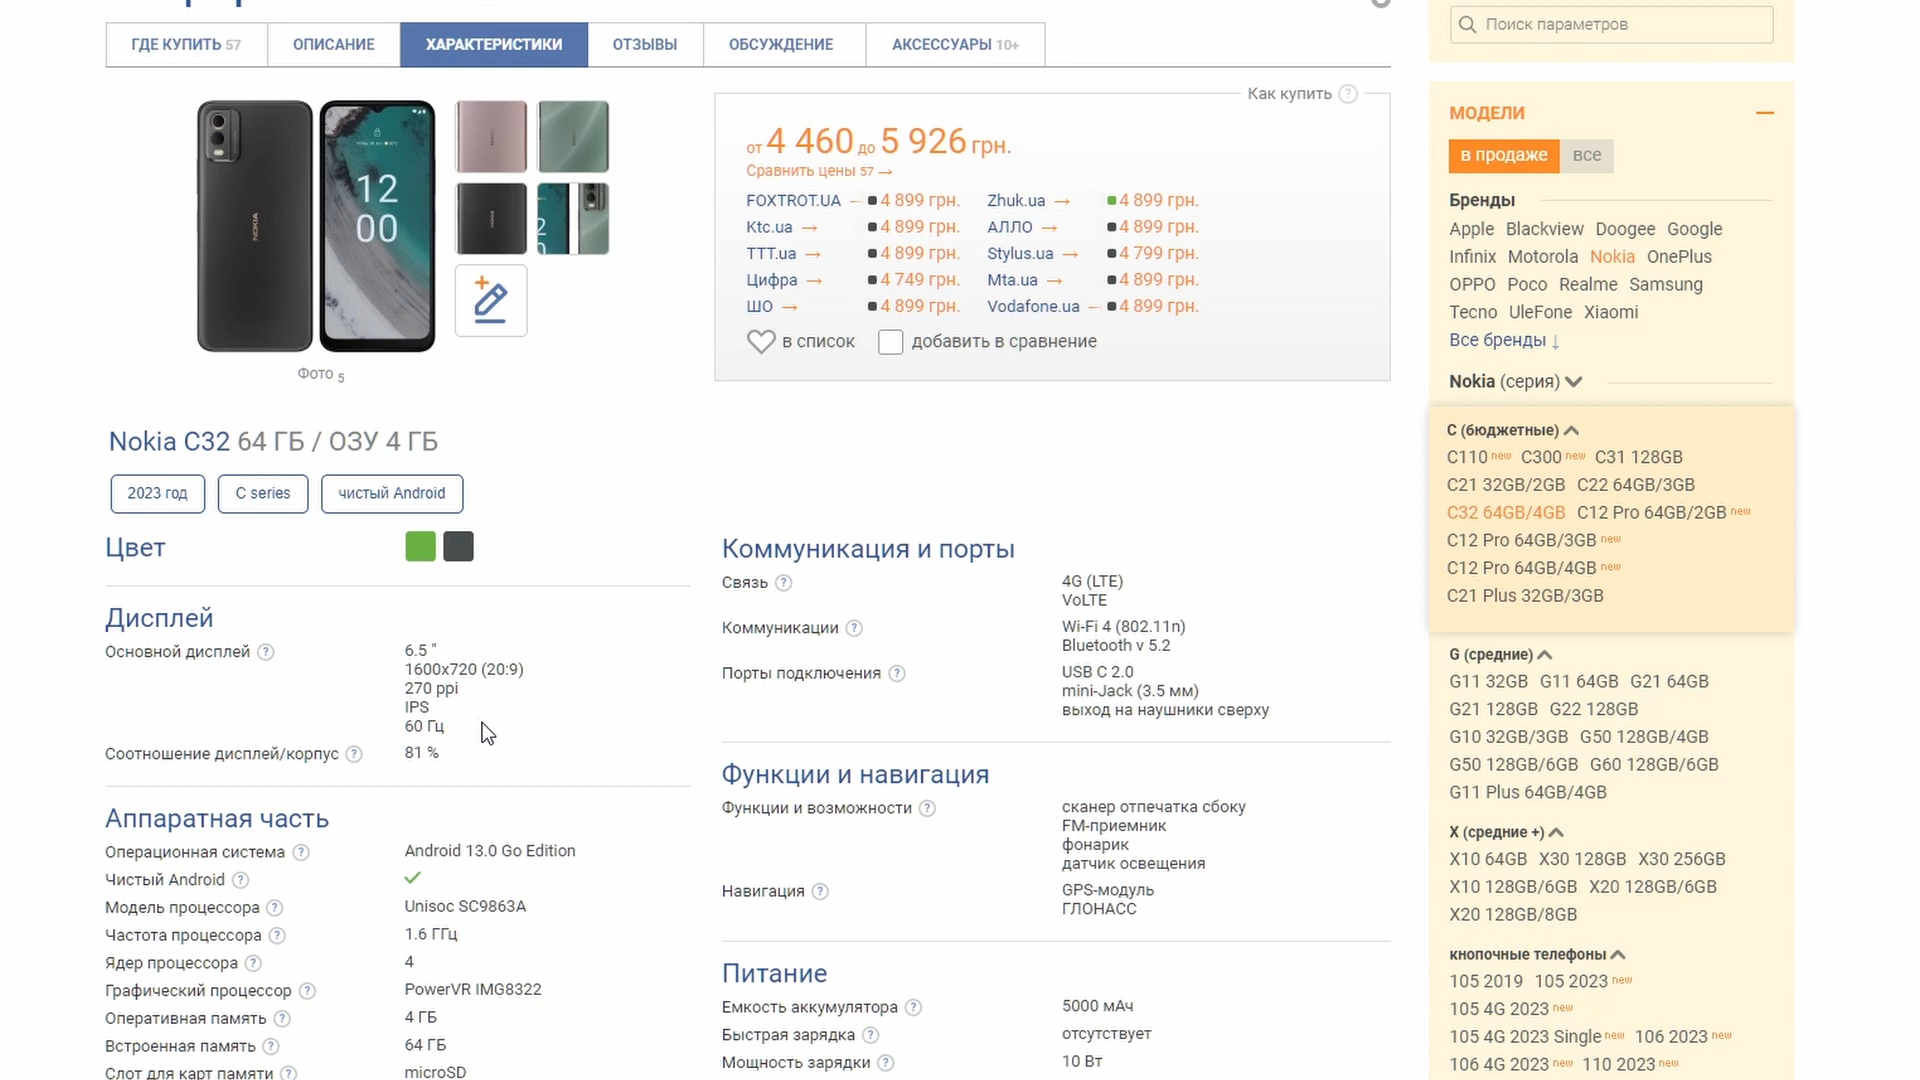 Поиск параметров
ГДЕ КУПИТЬ 57
ОПИСАНИЕ
ХАРАКТЕРИСТИКИ
ОТЗЫВЫ
ОБСУЖДЕНИЕ
АКСЕССУАРЫ 10+
NOKIA
12
00
Фото 5
Как купить ?
от 4 460 до 5 926 грн.
Сравнить цены 57 →
FOXTROT.UA → 4 899 грн. Zhuk.ua → 4 899 грн.
Ktc.ua → 4 899 грн. АЛЛО → 4 899 грн.
TTT.ua → 4 899 грн. Stylus.ua → 4 799 грн.
Цифра → 4 749 грн. Mta.ua → 4 899 грн.
ШО → 4 899 грн. Vodafone.ua → 4 899 грн.
в список добавить в сравнение
Nokia C32 64 ГБ / ОЗУ 4 ГБ
2023 год
C series
чистый Android
Цвет
Дисплей
Основной дисплей ? 6.5 "
1600x720 (20:9)
270 ppi
IPS
60 Гц
Соотношение дисплей/корпус ? 81 %
Аппаратная часть
Операционная система ? Android 13.0 Go Edition
Чистый Android ?
Модель процессора ? Unisoc SC9863A
Частота процессора ? 1.6 ГГц
Ядер процессора ? 4
Графический процессор ? PowerVR IMG8322
Оперативная память ? 4 ГБ
Встроенная память ? 64 ГБ
Слот для карт памяти ? microSD
Коммуникация и порты
Связь ? 4G (LTE)
VoLTE
Коммуникации ? Wi-Fi 4 (802.11n)
Bluetooth v 5.2
Порты подключения ? USB C 2.0
mini-Jack (3.5 мм)
выход на наушники сверху
Функции и навигация
Функции и возможности ? сканер отпечатка сбоку
FM-приемник
фонарик
датчик освещения
Навигация ? GPS-модуль
ГЛОНАСС
Питание
Емкость аккумулятора ? 5000 мАч
Быстрая зарядка ? отсутствует
Мощность зарядки ? 10 Вт
МОДЕЛИ
в продаже все
Бренды
Apple Blackview Doogee Google
Infinix Motorola Nokia OnePlus
OPPO Poco Realme Samsung
Tecno UleFone Xiaomi
Все бренды ↓
Nokia (серия)
C (бюджетные)
C110 new C300 new C31 128GB
C21 32GB/2GB C22 64GB/3GB
C32 64GB/4GB C12 Pro 64GB/2GB new
C12 Pro 64GB/3GB new
C12 Pro 64GB/4GB new
C21 Plus 32GB/3GB
G (средние)
G11 32GB G11 64GB G21 64GB
G21 128GB G22 128GB
G10 32GB/3GB G50 128GB/4GB
G50 128GB/6GB G60 128GB/6GB
G11 Plus 64GB/4GB
X (средние +)
X10 64GB X30 128GB X30 256GB
X10 128GB/6GB X20 128GB/6GB
X20 128GB/8GB
кнопочные телефоны
105 2019 105 2023 new
105 4G 2023 new
105 4G 2023 Single new 106 2023 new
106 4G 2023 new 110 2023 new